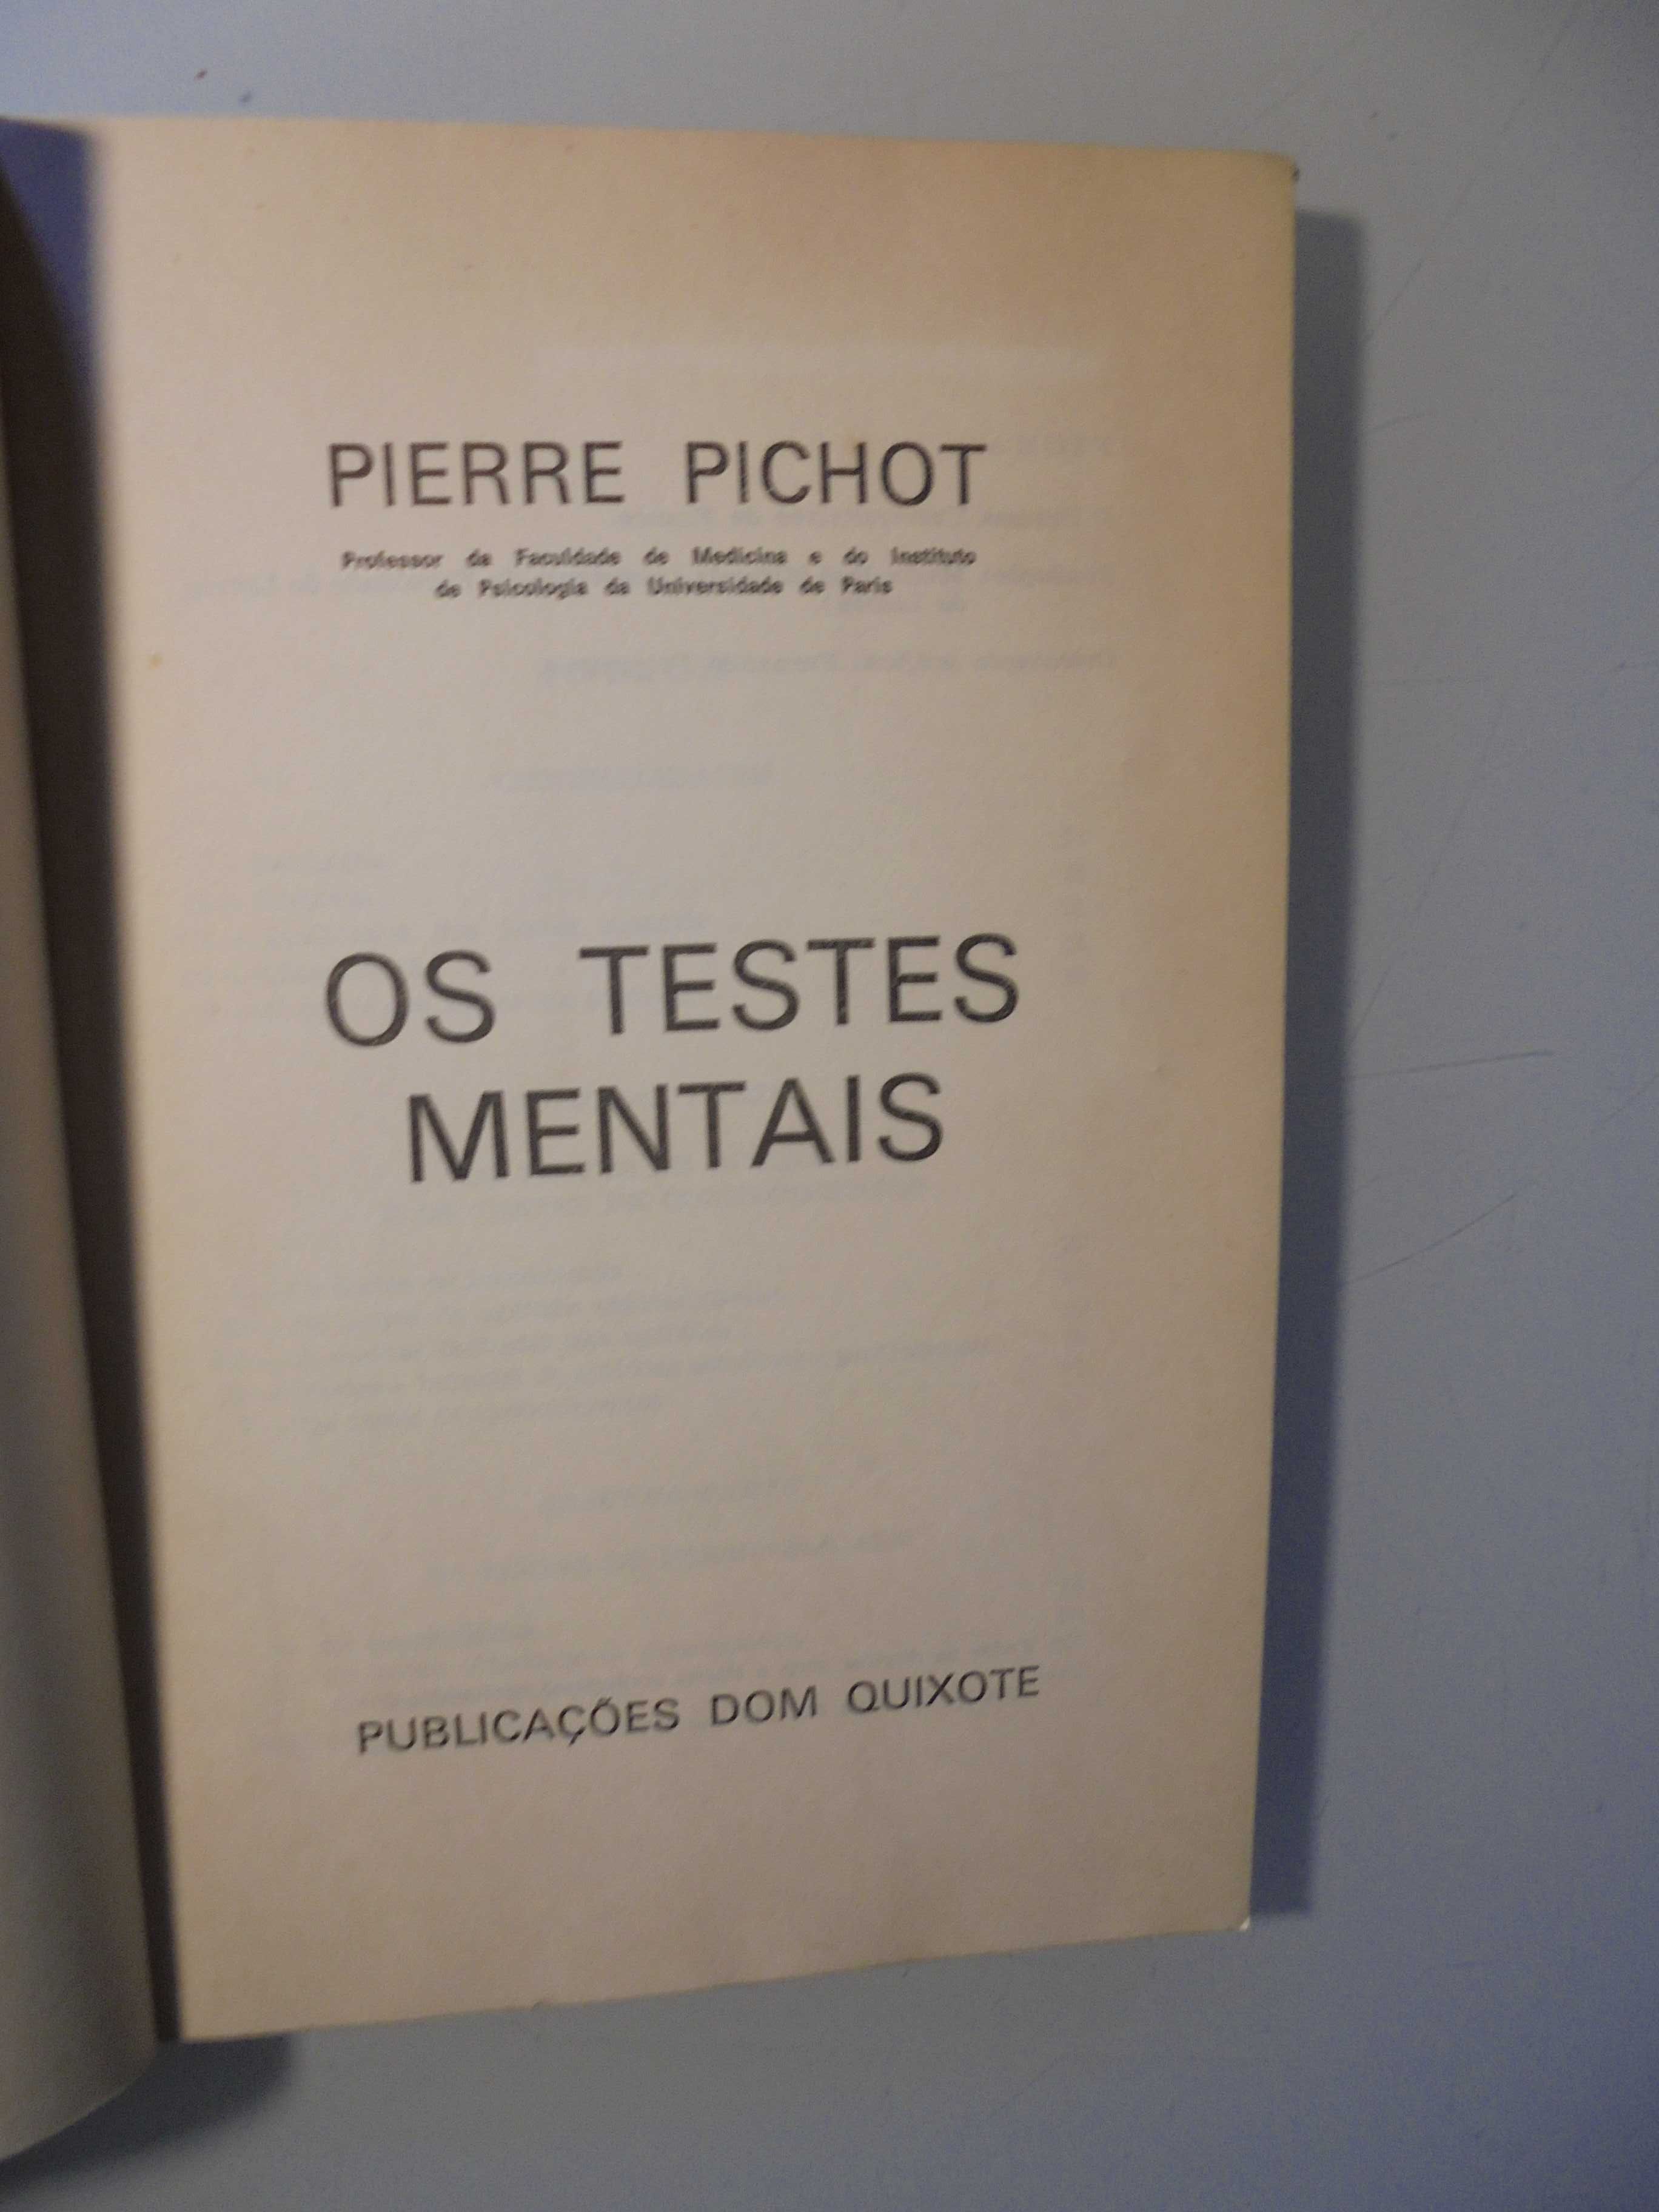 PIERRE PICHOT
Professor da Faculdade de Medicina e do Instituto
de Psicologia da Universidade de Paris
OS TESTES
MENTAIS
PUBLICAÇÕES DOM QUIXOTE